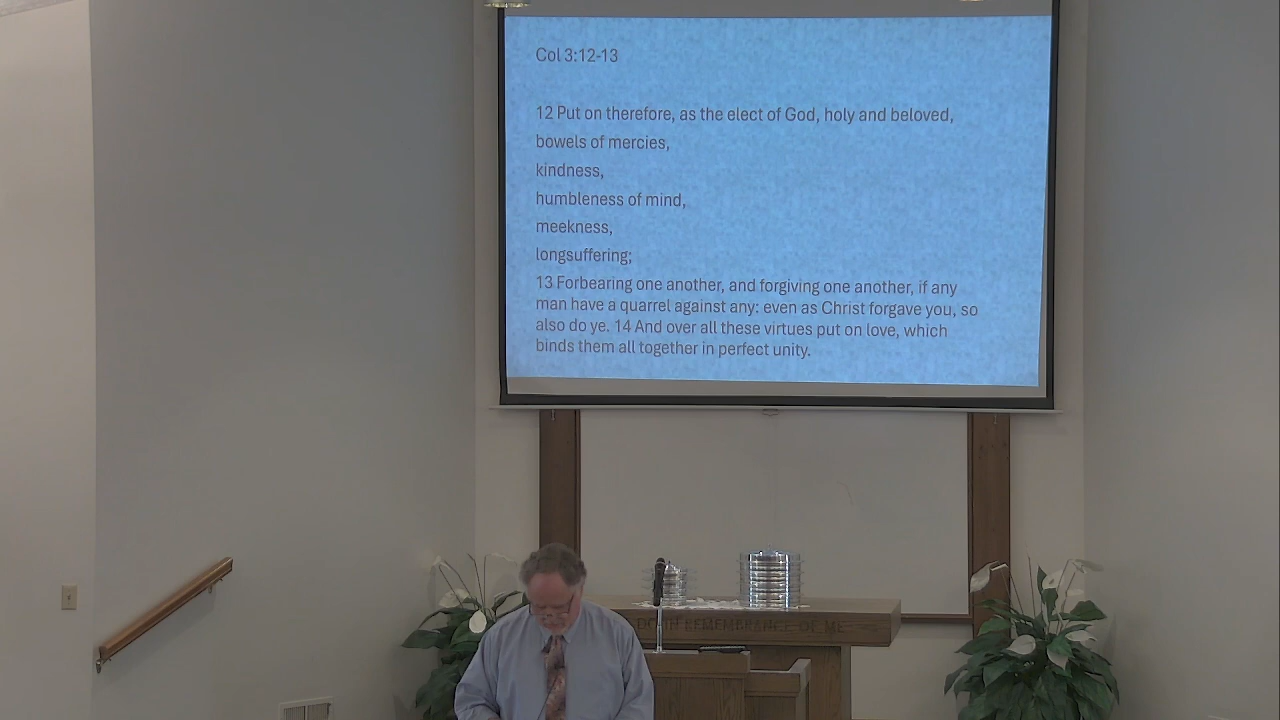 Col 3:12-13
12 Put on therefore, as the elect of God, holy and beloved,
bowels of mercies,
kindness,
humbleness of mind,
meekness,
longsuffering;
13 Forbearing one another, and forgiving one another, if any
man have a quarrel against any: even as Christ forgave you, so
also do ye. 14 And over all these virtues put on love, which
binds them all together in perfect unity.
REMEMBRANCE OF ME